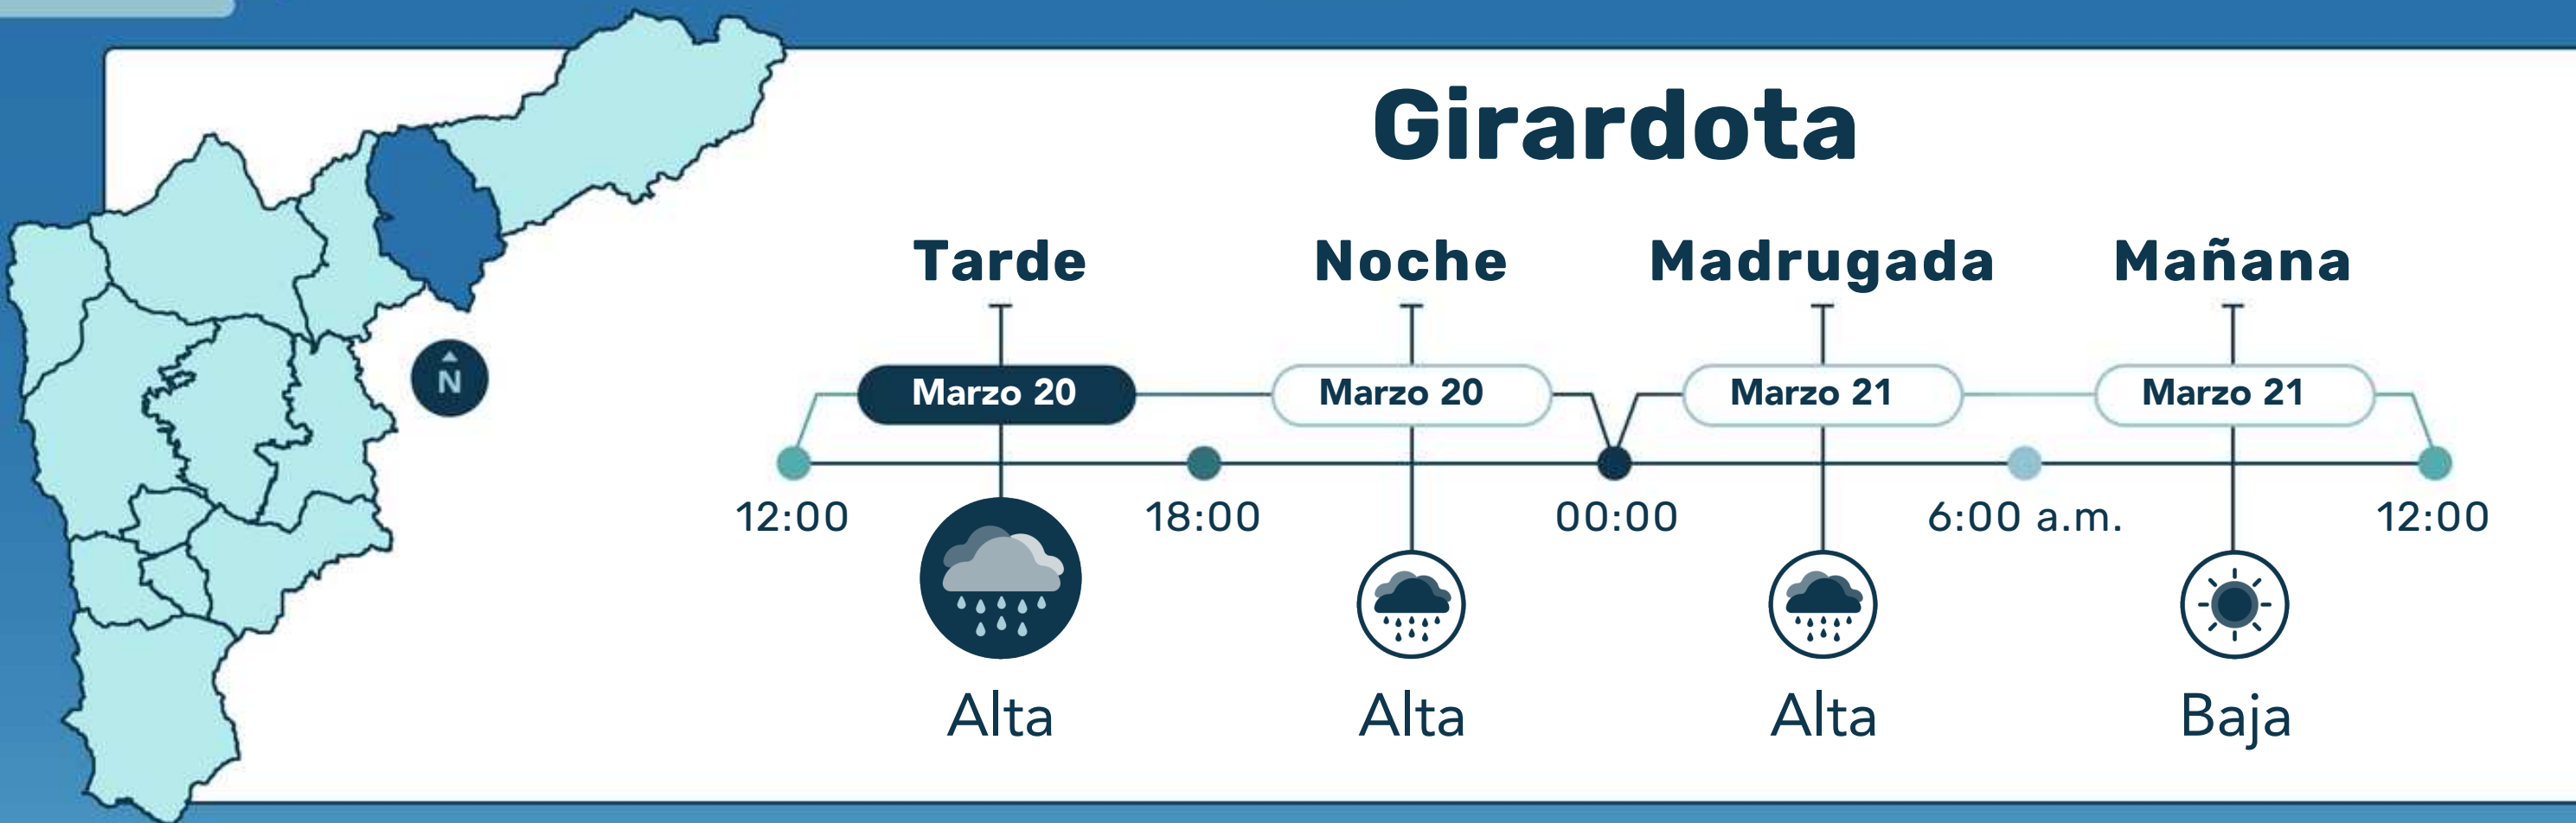 Girardota
Tarde Noche Madrugada Mañana
Marzo 20 Marzo 20 Marzo 21 Marzo 21
N
12:00 18:00 00:00 6:00 a.m. 12:00
Alta Alta Alta Baja